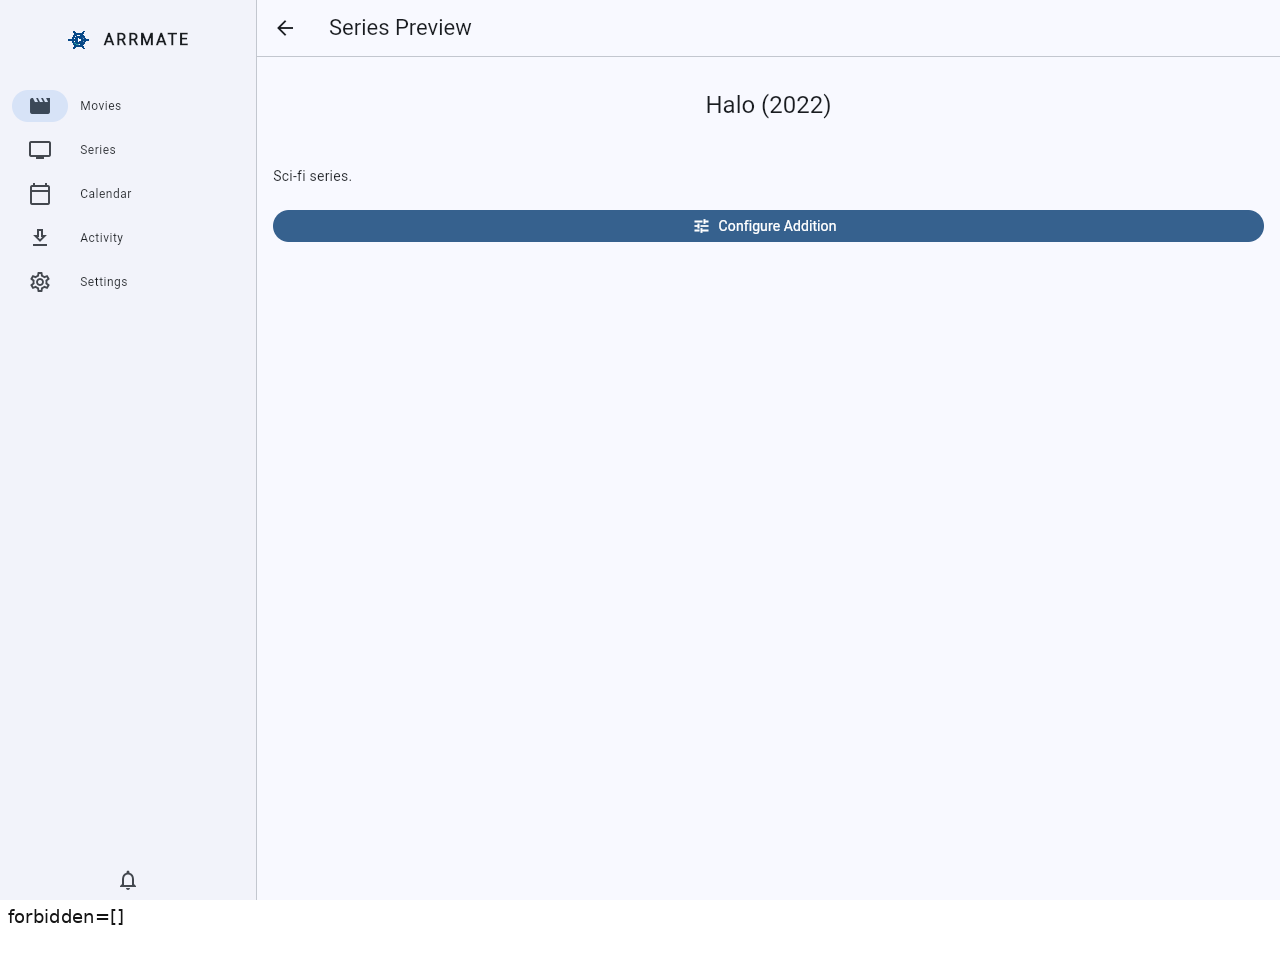 ARRMATE
Series Preview
Movies
Series
Calendar
Activity
Settings
Halo (2022)
Sci-fi series.
Configure Addition
forbidden=[]